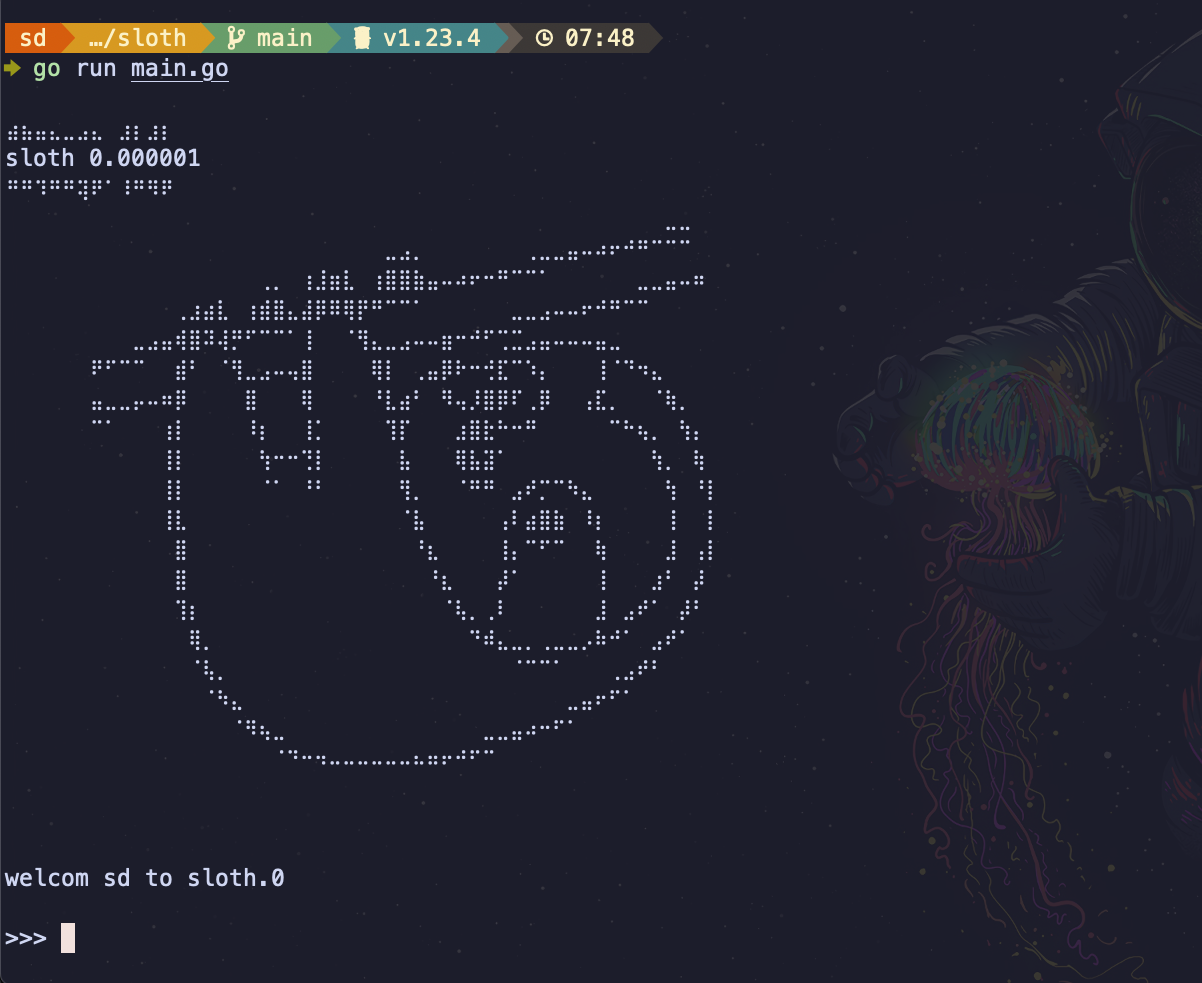 sd …/sloth main v1.23.4 07:48
go run main.go
sloth 0.000001
welcom sd to sloth.0
>>>